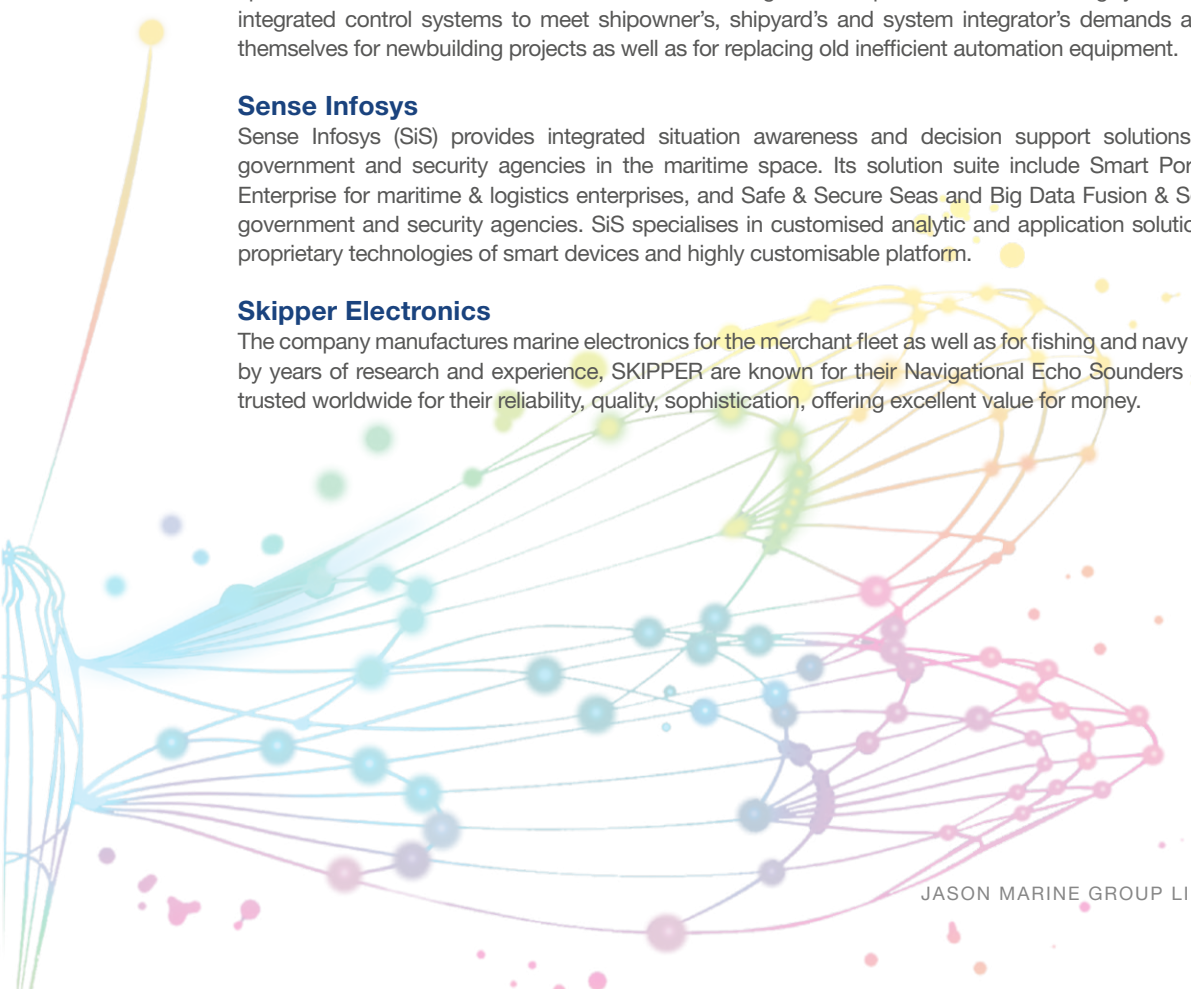 integrated control systems to meet shipowner's, shipyard's and system integrator's demands
themselves for newbuilding projects as well as for replacing old inefficient automation equipment.
Sense Infosys
Sense Infosys (SiS) provides integrated situation awareness and decision support solutions
government and security agencies in the maritime space. Its solution suite include Smart
Enterprise for maritime & logistics enterprises, and Safe & Secure Seas and Big Data Fusion &
government and security agencies. SiS specialises in customised analytic and application
proprietary technologies of smart devices and highly customisable platform.
Skipper Electronics
The company manufactures marine electronics for the merchant fleet as well as for fishing and navy
by years of research and experience, SKIPPER are known for their Navigational Echo Sounders
trusted worldwide for their reliability, quality, sophistication, offering excellent value for money.
JASON MARINE GROUP